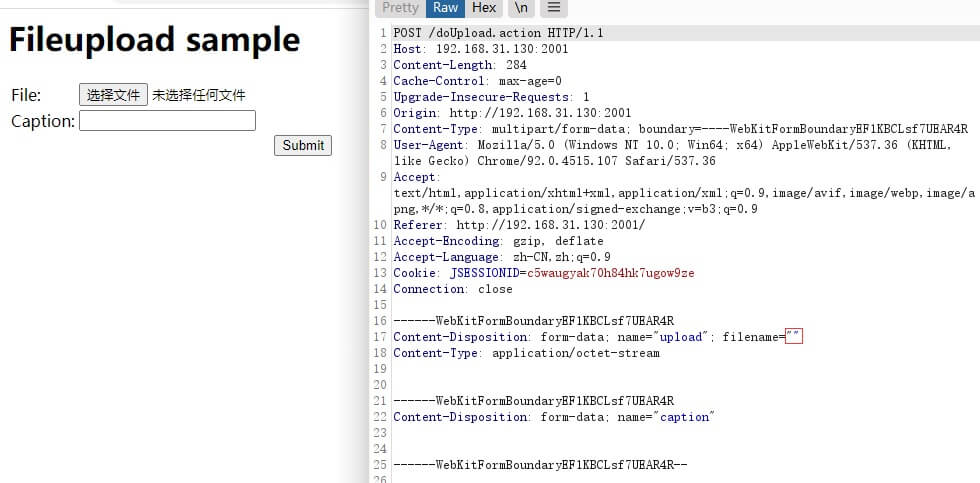 Fileupload sample
File: 选择文件 未选择任何文件
Caption:
Submit
Pretty Raw Hex \n
1 POST /doUpload.action HTTP/1.1
2 Host: 192.168.31.130:2001
3 Content-Length: 284
4 Cache-Control: max-age=0
5 Upgrade-Insecure-Requests: 1
6 Origin: http://192.168.31.130:2001
7 Content-Type: multipart/form-data; boundary=----WebKitFormBoundaryEF1KBCLsf7UEAR4R
8 User-Agent: Mozilla/5.0 (Windows NT 10.0; Win64; x64) AppleWebKit/537.36 (KHTML,
like Gecko) Chrome/92.0.4515.107 Safari/537.36
9 Accept:
text/html,application/xhtml+xml,application/xml;q=0.9,image/avif,image/webp,image/a
png,*/*;q=0.8,application/signed-exchange;v=b3;q=0.9
10 Referer: http://192.168.31.130:2001/
11 Accept-Encoding: gzip, deflate
12 Accept-Language: zh-CN,zh;q=0.9
13 Cookie: JSESSIONID=c5waugyak70h84hk7ugow9ze
14 Connection: close
15
16 ------WebKitFormBoundaryEF1KBCLsf7UEAR4R
17 Content-Disposition: form-data; name="upload"; filename=""
18 Content-Type: application/octet-stream
19
20
21 ------WebKitFormBoundaryEF1KBCLsf7UEAR4R
22 Content-Disposition: form-data; name="caption"
23
24
25 ------WebKitFormBoundaryEF1KBCLsf7UEAR4R--
26